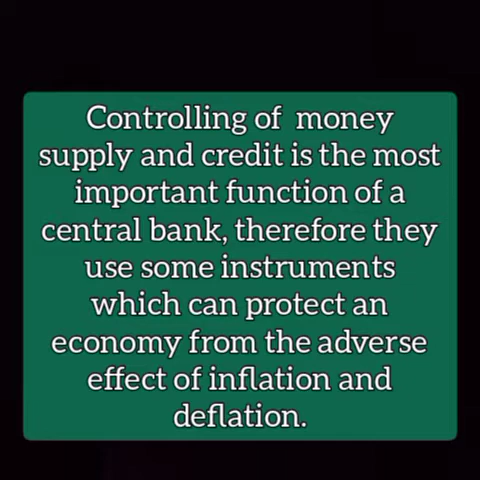 Controlling of  money
supply and credit is the most
important function of a
central bank, therefore they
use some instruments
which can protect an
economy from the adverse
effect of inflation and
deflation.